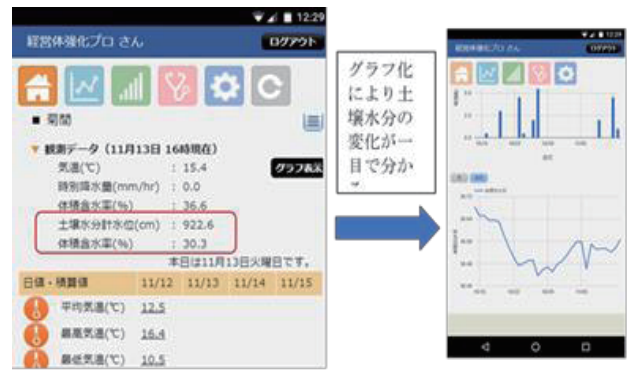 12:29
経営体強化プロ さん
ログアウト
■ 菊間
▼ 観測データ（11月13日 16時現在）
気温(℃) : 15.4
グラフ表示
時別降水量(mm/hr) : 0.0
体積含水率(%) : 36.6
土壌水分計水位(cm) : 922.6
体積含水率(%) : 30.3
本日は11月13日火曜日です。
日値・積算値 11/12 11/13 11/14 11/15
平均気温(℃) 12.5
最高気温(℃) 16.4
最低気温(℃) 10.5
グラフ化
により土
壌水分の
変化が一
目で分か
12:29
経営体強化プロ さん
ログアウト